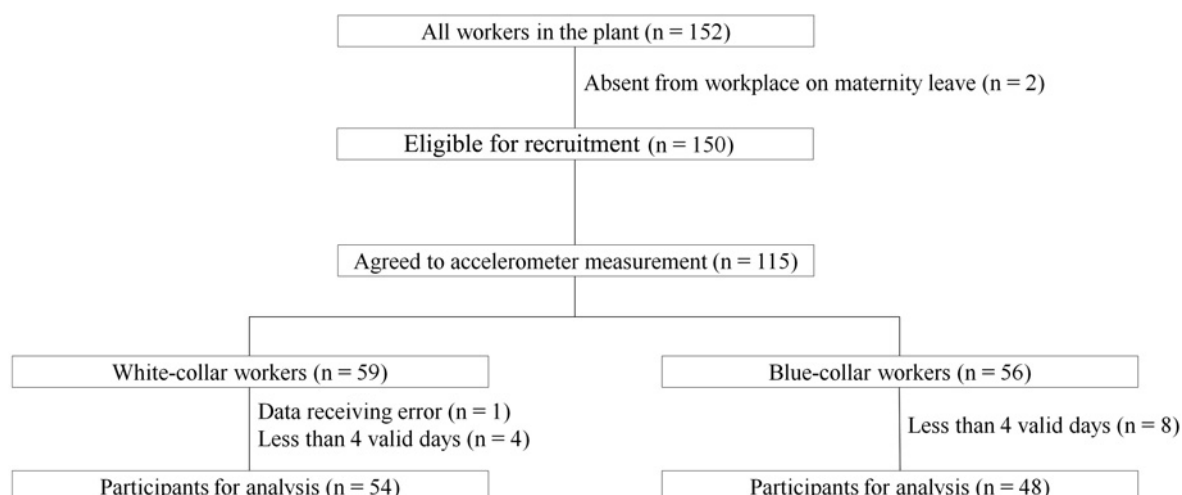 All workers in the plant (n = 152)
Absent from workplace on maternity leave (n = 2)
Eligible for recruitment (n = 150)
Agreed to accelerometer measurement (n = 115)
White-collar workers (n = 59)
Blue-collar workers (n = 56)
Data receiving error (n = 1)
Less than 4 valid days (n = 4)
Less than 4 valid days (n = 8)
Participants for analysis (n = 54)
Participants for analysis (n = 48)